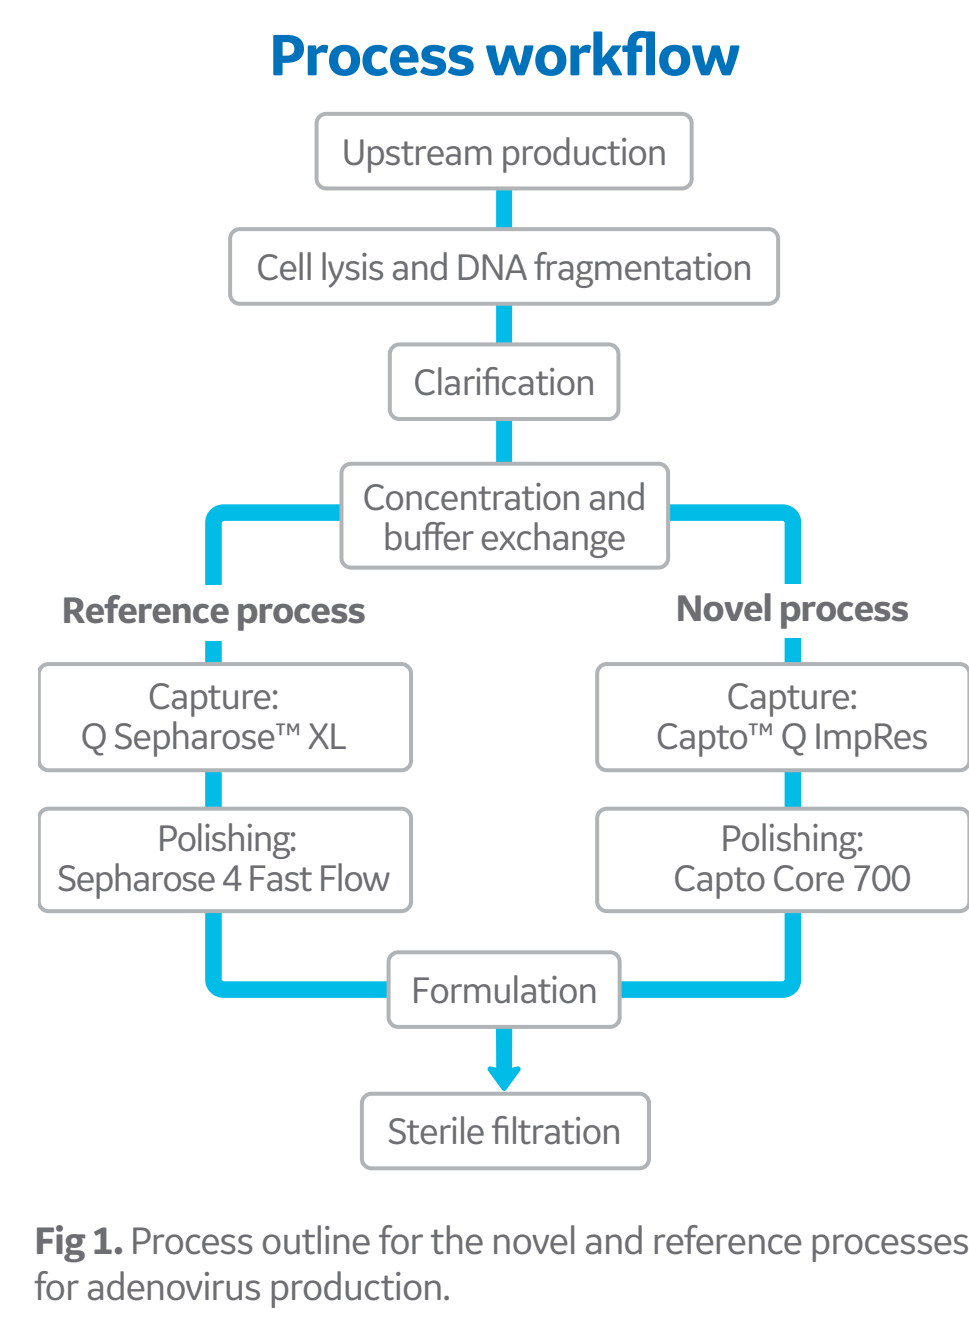 Process workflow
Upstream production
Cell lysis and DNA fragmentation
Clarification
Concentration and
buffer exchange
Reference process
Capture:
Q Sepharose™ XL
Polishing:
Sepharose 4 Fast Flow
Novel process
Capture:
Capto™ Q ImpRes
Polishing:
Capto Core 700
Formulation
Sterile filtration
Fig 1. Process outline for the novel and reference processes
for adenovirus production.